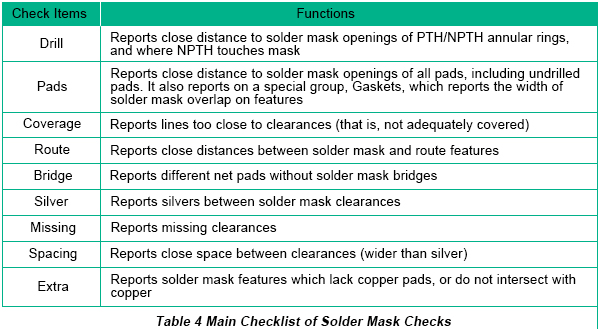 Check Items Functions
Drill Reports close distance to solder mask openings of PTH/NPTH annular rings,
and where NPTH touches mask
Pads Reports close distance to solder mask openings of all pads, including undrilled
pads. It also reports on a special group, Gaskets, which reports the width of
solder mask overlap on features
Coverage Reports lines too close to clearances (that is, not adequately covered)
Route Reports close distances between solder mask and route features
Bridge Reports different net pads without solder mask bridges
Silver Reports silvers between solder mask clearances
Missing Reports missing clearances
Spacing Reports close space between clearances (wider than silver)
Extra Reports solder mask features which lack copper pads, or do not intersect with
copper
Table 4 Main Checklist of Solder Mask Checks